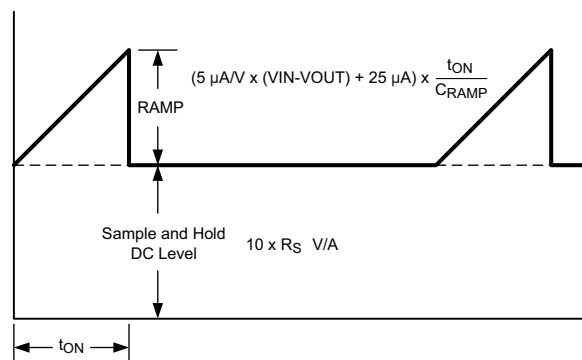 (5 µA/V x (VIN-VOUT) + 25 µA) x tON
CRAMP
RAMP
Sample and Hold
DC Level
10 x RS V/A
tON